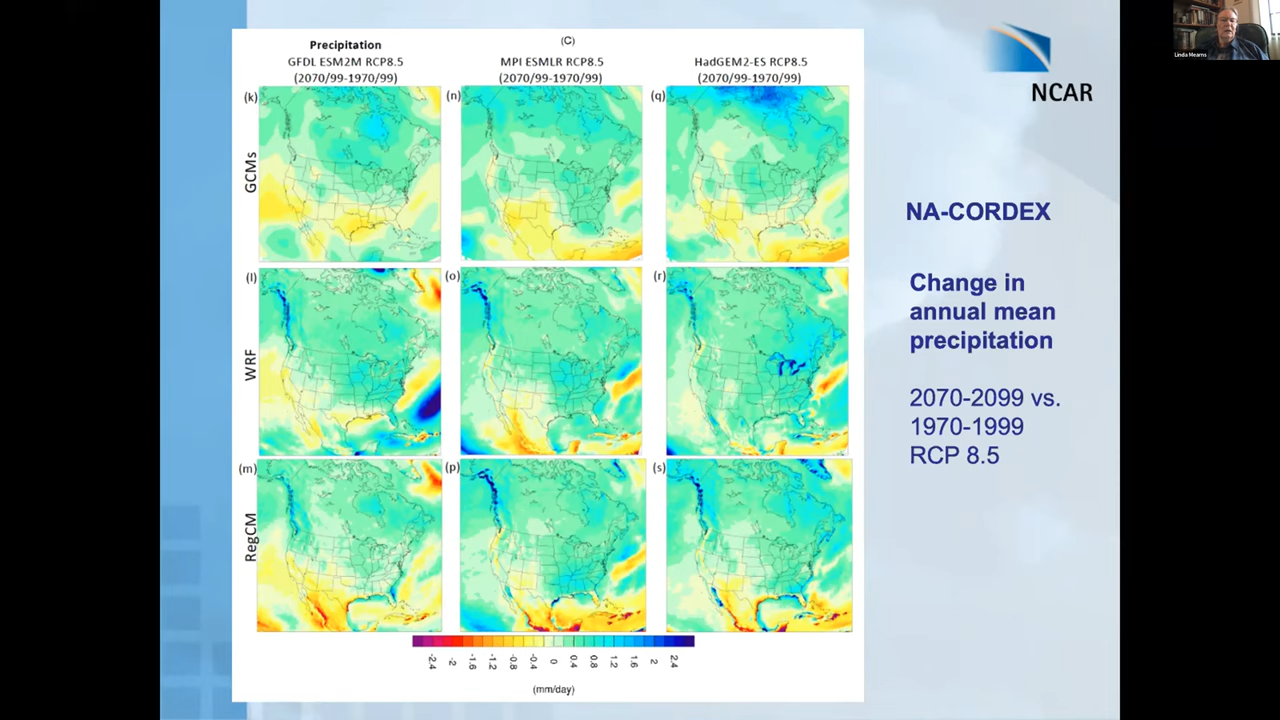 Precipitation
GFDL ESM2M RCP8.5
(2070/99-1970/99)
(C)
MPI ESMLR RCP8.5
(2070/99-1970/99)
HadGEM2-ES RCP8.5
(2070/99-1970/99)
GCMs
(k)
(n)
(q)
WRF
(l)
(o)
(r)
RegCM
(m)
(p)
(s)
-2.4 -2 -1.6 -1.2 -0.8 -0.4 0 0.4 0.8 1.2 1.6 2 2.4
(mm/day)
NCAR
NA-CORDEX
Change in
annual mean
precipitation
2070-2099 vs.
1970-1999
RCP 8.5
Linda Mearns